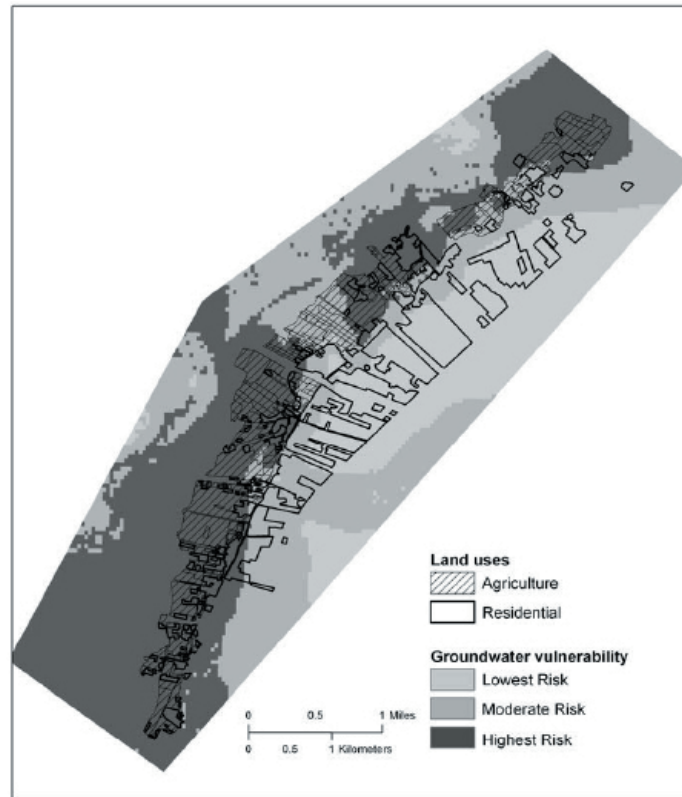 Land uses
Agriculture
Residential
Groundwater vulnerability
Lowest Risk
Moderate Risk
Highest Risk
0 0.5 1 Miles
0 0.5 1 Kilometers